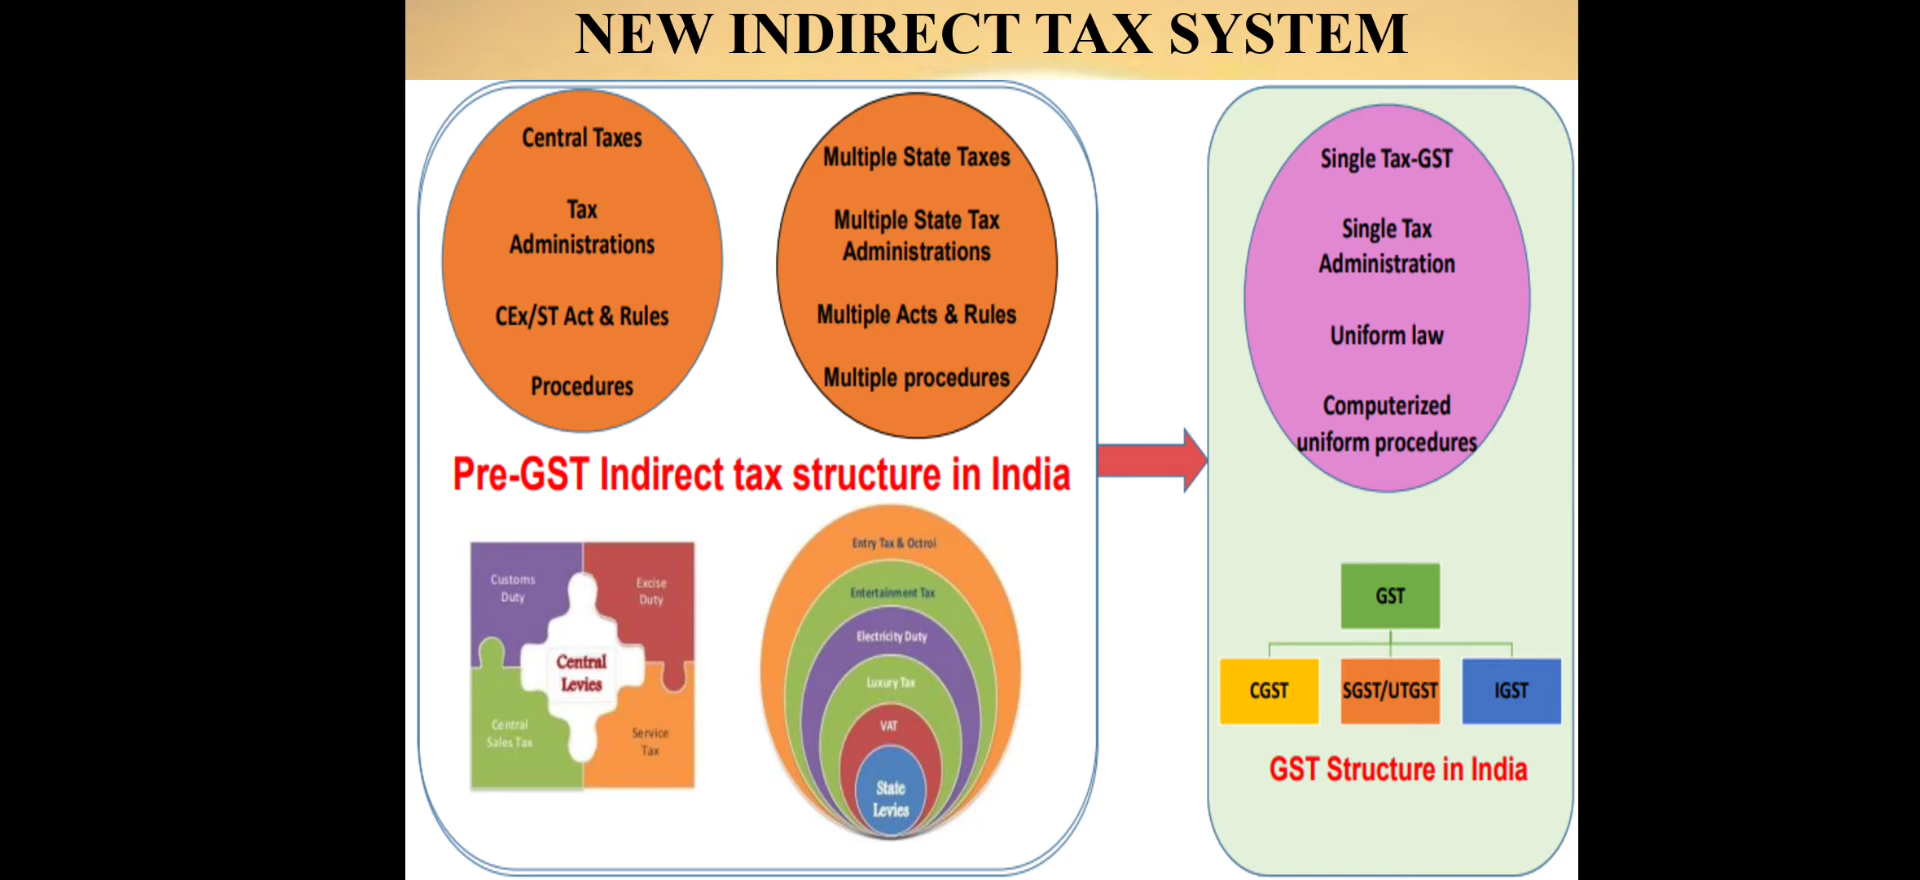 NEW INDIRECT TAX SYSTEM
Central Taxes
Tax
Administrations
CEx/ST Act & Rules
Procedures
Multiple State Taxes
Multiple State Tax
Administrations
Multiple Acts & Rules
Multiple procedures
Pre-GST Indirect tax structure in India
Customs
Duty
Excise
Duty
Central
Levies
Central
Sales Tax
Service
Tax
Entry Tax & Octroi
Entertainment Tax
Electricity Duty
Luxury Tax
VAT
State
Levies
Single Tax-GST
Single Tax
Administration
Uniform law
Computerized
uniform procedures
GST
CGST
SGST/UTGST
IGST
GST Structure in India